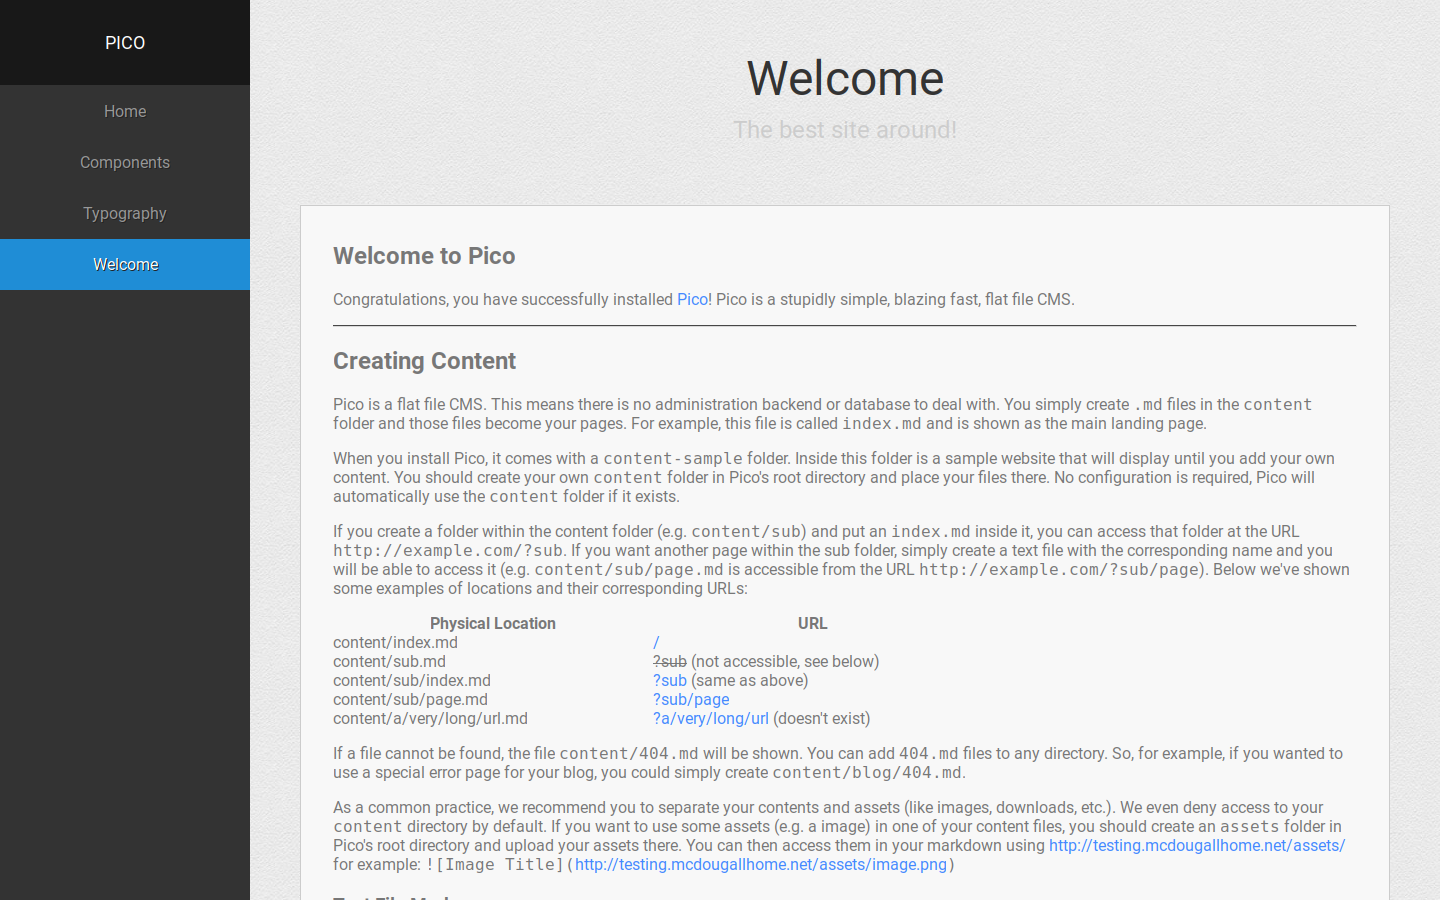 PICO
Home
Components
Typography
Welcome
Welcome
The best site around!
Welcome to Pico
Congratulations, you have successfully installed Pico! Pico is a stupidly simple, blazing fast, flat file CMS.
Creating Content
Pico is a flat file CMS. This means there is no administration backend or database to deal with. You simply create .md files in the content
folder and those files become your pages. For example, this file is called index.md and is shown as the main landing page.
When you install Pico, it comes with a content-sample folder. Inside this folder is a sample website that will display until you add your own
content. You should create your own content folder in Pico's root directory and place your files there. No configuration is required, Pico will
automatically use the content folder if it exists.
If you create a folder within the content folder (e.g. content/sub) and put an index.md inside it, you can access that folder at the URL
http://example.com/?sub. If you want another page within the sub folder, simply create a text file with the corresponding name and you
will be able to access it (e.g. content/sub/page.md is accessible from the URL http://example.com/?sub/page). Below we've shown
some examples of locations and their corresponding URLs:
Physical Location URL
content/index.md /
content/sub.md ?sub (not accessible, see below)
content/sub/index.md ?sub (same as above)
content/sub/page.md ?sub/page
content/a/very/long/url.md ?a/very/long/url (doesn't exist)
If a file cannot be found, the file content/404.md will be shown. You can add 404.md files to any directory. So, for example, if you wanted to
use a special error page for your blog, you could simply create content/blog/404.md.
As a common practice, we recommend you to separate your contents and assets (like images, downloads, etc.). We even deny access to your
content directory by default. If you want to use some assets (e.g. a image) in one of your content files, you should create an assets folder in
Pico's root directory and upload your assets there. You can then access them in your markdown using http://testing.mcdougallhome.net/assets/
for example: ![Image Title](http://testing.mcdougallhome.net/assets/image.png)